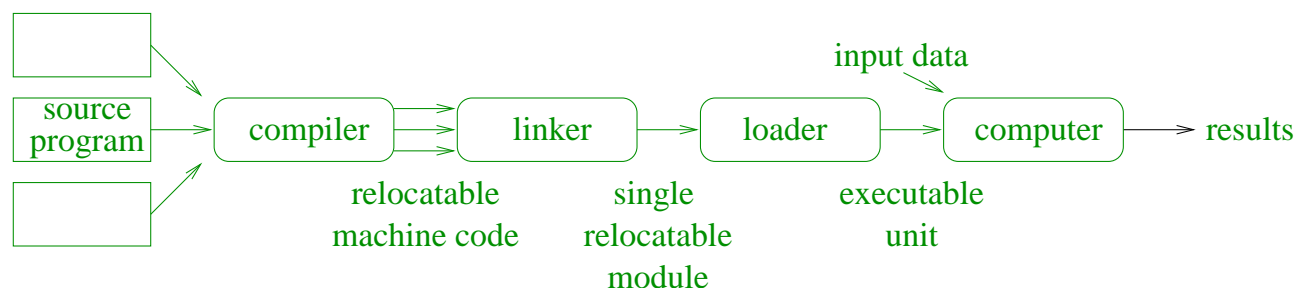 input data
source
program
compiler
linker
loader
computer
results
relocatable
machine code
single
relocatable
module
executable
unit